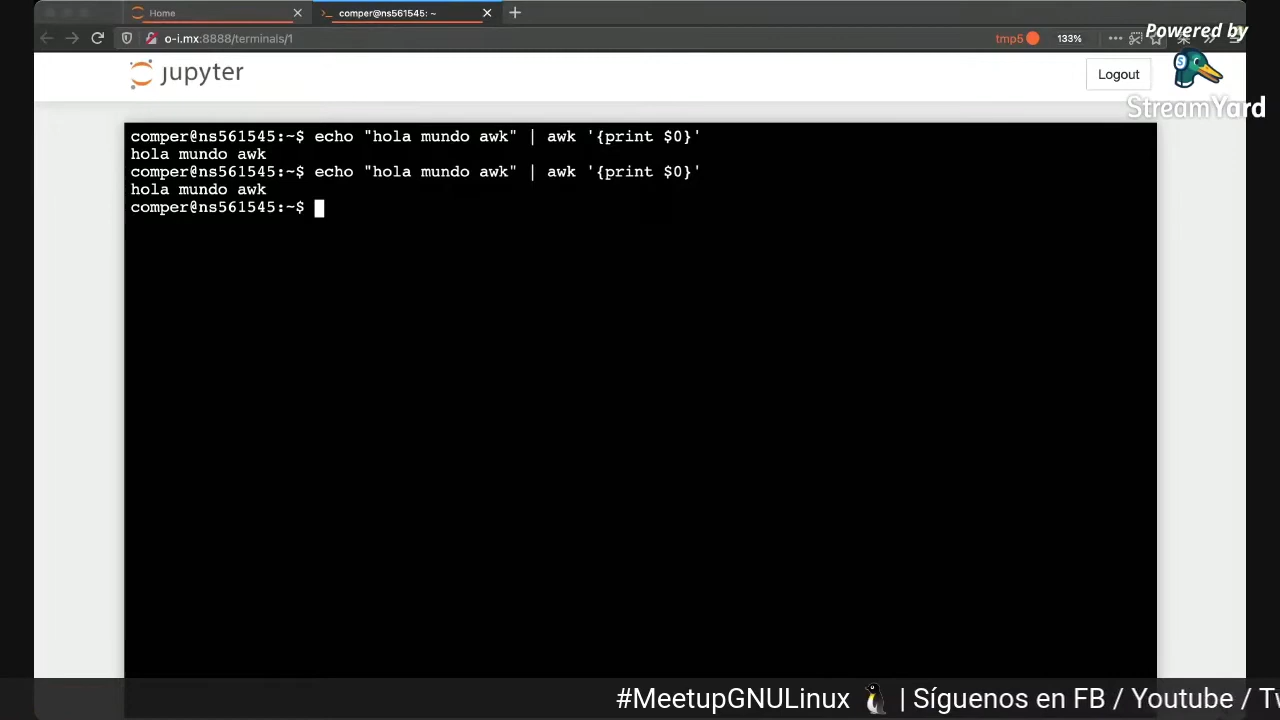 Home
comper@ns561545: ~
o-i.mx:8888/terminals/1
tmp5
133%
Powered by
jupyter
Logout
StreamYard
comper@ns561545:~$ echo "hola mundo awk" | awk '{print $0}'
hola mundo awk
comper@ns561545:~$ echo "hola mundo awk" | awk '{print $0}'
hola mundo awk
comper@ns561545:~$
#MeetupGNULinux 🐧 | Síguenos en FB / Youtube / Tw